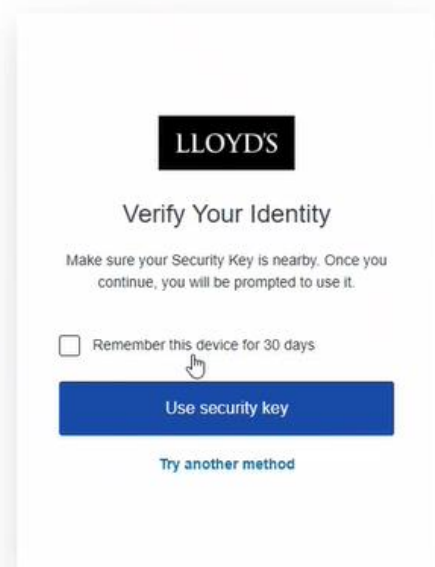 LLOYD'S
Verify Your Identity
Make sure your Security Key is nearby. Once you
continue, you will be prompted to use it.
Remember this device for 30 days
Use security key
Try another method